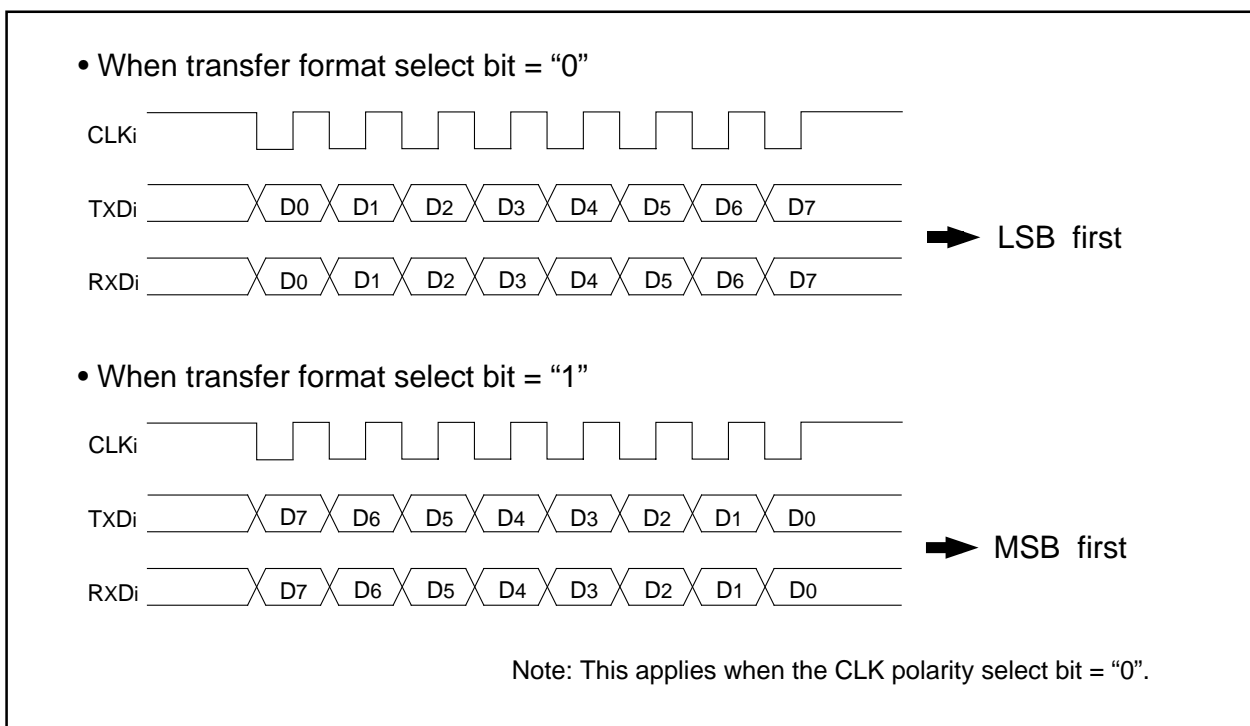 • When transfer format select bit = “0”
CLKi
TXDi D0 D1 D2 D3 D4 D5 D6 D7
RXDi D0 D1 D2 D3 D4 D5 D6 D7
LSB first
• When transfer format select bit = “1”
CLKi
TXDi D7 D6 D5 D4 D3 D2 D1 D0
RXDi D7 D6 D5 D4 D3 D2 D1 D0
MSB first
Note: This applies when the CLK polarity select bit = “0”.